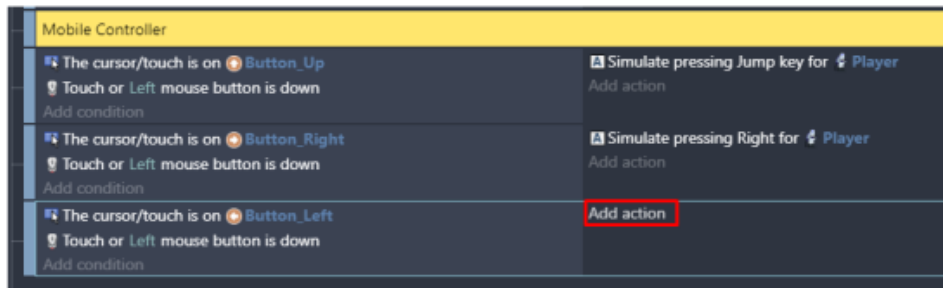 Mobile Controller
The cursor/touch is on Button_Up
Simulate pressing Jump key for Player
Touch or Left mouse button is down
Add action
Add condition
The cursor/touch is on Button_Right
Simulate pressing Right for Player
Touch or Left mouse button is down
Add action
Add condition
The cursor/touch is on Button_Left
Add action
Touch or Left mouse button is down
Add condition